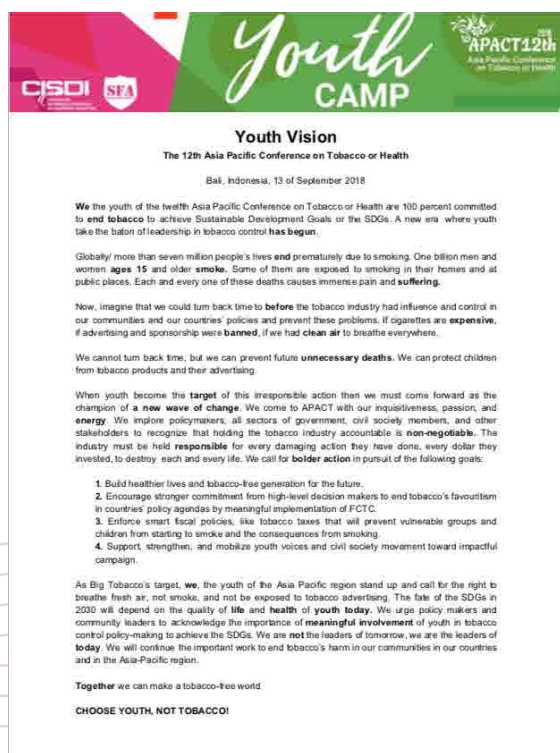 Youth
CAMP
CISDI
SFA
2018
APACT12th
Asia Pacific Conference
on Tobacco or Health
Youth Vision
The 12th Asia Pacific Conference on Tobacco or Health
Bali, Indonesia, 13 of September 2018
We the youth of the twelfth Asia Pacific Conference on Tobacco or Health are 100 percent committed
to end tobacco to achieve Sustainable Development Goals or the SDGs. A new era where youth
take the baton of leadership in tobacco control has begun.
Globally/ more than seven million people's lives end prematurely due to smoking. One billion men and
women ages 15 and older smoke. Some of them are exposed to smoking in their homes and at
public places. Each and every one of these deaths causes immense pain and suffering.
Now, imagine that we could turn back time to before the tobacco industry had influence and control in
our communities and our countries' policies and prevent these problems. If cigarettes are expensive,
if advertising and sponsorship were banned, if we had clean air to breathe everywhere.
We cannot turn back time, but we can prevent future unnecessary deaths. We can protect children
from tobacco products and their advertising.
When youth become the target of this irresponsible action then we must come forward as the
champion of a new wave of change. We come to APACT with our inquisitiveness, passion, and
energy. We implore policymakers, all sectors of government, civil society members, and other
stakeholders to recognize that holding the tobacco industry accountable is non-negotiable. The
industry must be held responsible for every damaging action they have done, every dollar they
invested, to destroy each and every life. We call for bolder action in pursuit of the following goals:
1. Build healthier lives and tobacco-free generation for the future.
2. Encourage stronger commitment from high-level decision makers to end tobacco's favouritism
in countries' policy agendas by meaningful implementation of FCTC.
3. Enforce smart fiscal policies, like tobacco taxes that will prevent vulnerable groups and
children from starting to smoke and the consequences from smoking.
4. Support, strengthen, and mobilize youth voices and civil society movement toward impactful
campaign.
As Big Tobacco's target, we, the youth of the Asia Pacific region stand up and call for the right to
breathe fresh air, not smoke, and not be exposed to tobacco advertising. The fate of the SDGs in
2030 will depend on the quality of life and health of youth today. We urge policy makers and
community leaders to acknowledge the importance of meaningful involvement of youth in tobacco
control policy-making to achieve the SDGs. We are not the leaders of tomorrow, we are the leaders of
today. We will continue the important work to end tobacco's harm in our communities in our countries
and in the Asia-Pacific region.
Together we can make a tobacco-free world.
CHOOSE YOUTH, NOT TOBACCO!